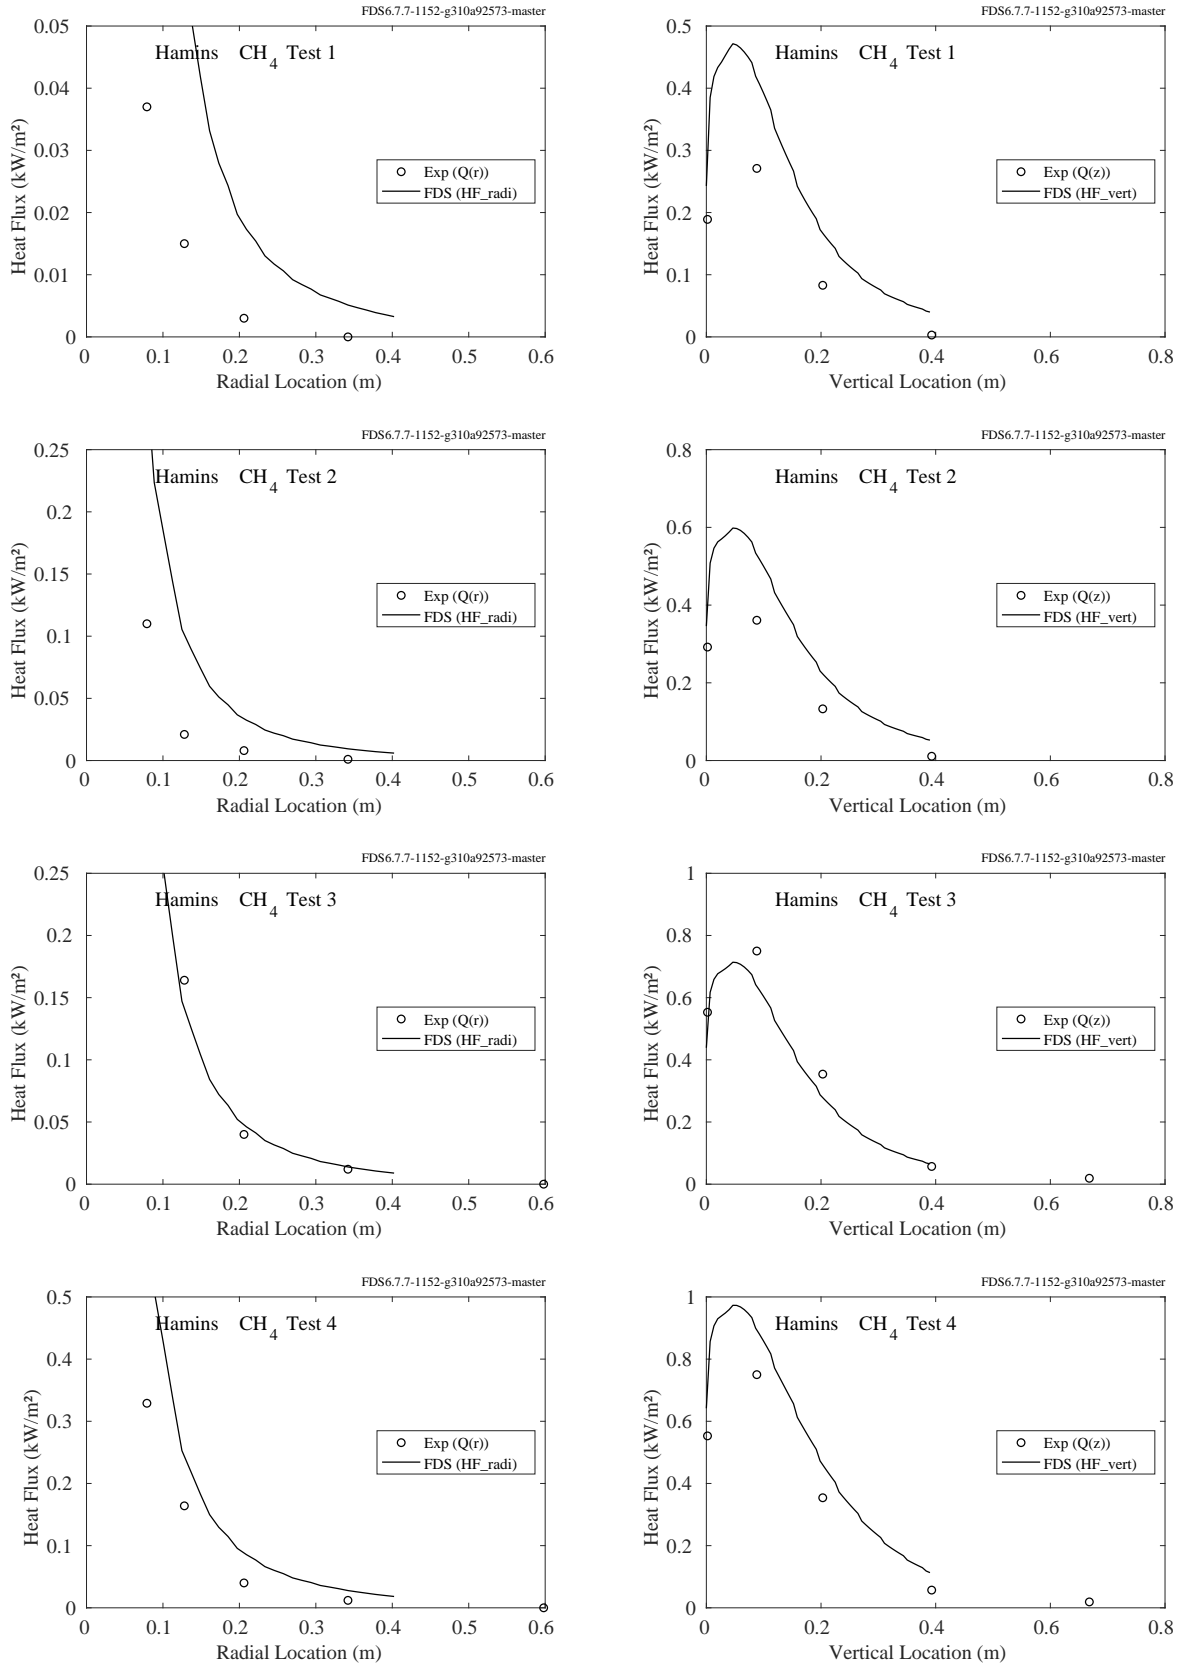 FDS6.7.7-1152-g310a92573-master
Hamins CH4 Test 1
0.05
0.04
0.03
0.02
0.01
0
Heat Flux (kW/m²)
Exp (Q(r))
FDS (HF_radi)
0 0.1 0.2 0.3 0.4 0.5 0.6
Radial Location (m)
FDS6.7.7-1152-g310a92573-master
Hamins CH4 Test 1
0.5
0.4
0.3
0.2
0.1
0
Heat Flux (kW/m²)
Exp (Q(z))
FDS (HF_vert)
0 0.2 0.4 0.6 0.8
Vertical Location (m)
FDS6.7.7-1152-g310a92573-master
Hamins CH4 Test 2
0.25
0.2
0.15
0.1
0.05
0
Heat Flux (kW/m²)
Exp (Q(r))
FDS (HF_radi)
0 0.1 0.2 0.3 0.4 0.5 0.6
Radial Location (m)
FDS6.7.7-1152-g310a92573-master
Hamins CH4 Test 2
0.8
0.6
0.4
0.2
0
Heat Flux (kW/m²)
Exp (Q(z))
FDS (HF_vert)
0 0.2 0.4 0.6 0.8
Vertical Location (m)
FDS6.7.7-1152-g310a92573-master
Hamins CH4 Test 3
0.25
0.2
0.15
0.1
0.05
0
Heat Flux (kW/m²)
Exp (Q(r))
FDS (HF_radi)
0 0.1 0.2 0.3 0.4 0.5 0.6
Radial Location (m)
FDS6.7.7-1152-g310a92573-master
Hamins CH4 Test 3
1
0.8
0.6
0.4
0.2
0
Heat Flux (kW/m²)
Exp (Q(z))
FDS (HF_vert)
0 0.2 0.4 0.6 0.8
Vertical Location (m)
FDS6.7.7-1152-g310a92573-master
Hamins CH4 Test 4
0.5
0.4
0.3
0.2
0.1
0
Heat Flux (kW/m²)
Exp (Q(r))
FDS (HF_radi)
0 0.1 0.2 0.3 0.4 0.5 0.6
Radial Location (m)
FDS6.7.7-1152-g310a92573-master
Hamins CH4 Test 4
1
0.8
0.6
0.4
0.2
0
Heat Flux (kW/m²)
Exp (Q(z))
FDS (HF_vert)
0 0.2 0.4 0.6 0.8
Vertical Location (m)